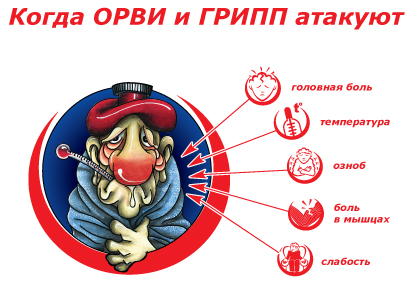 Когда ОРВИ и ГРИПП атакуют
головная боль
t°
температура
озноб
боль
в мышцах
слабость